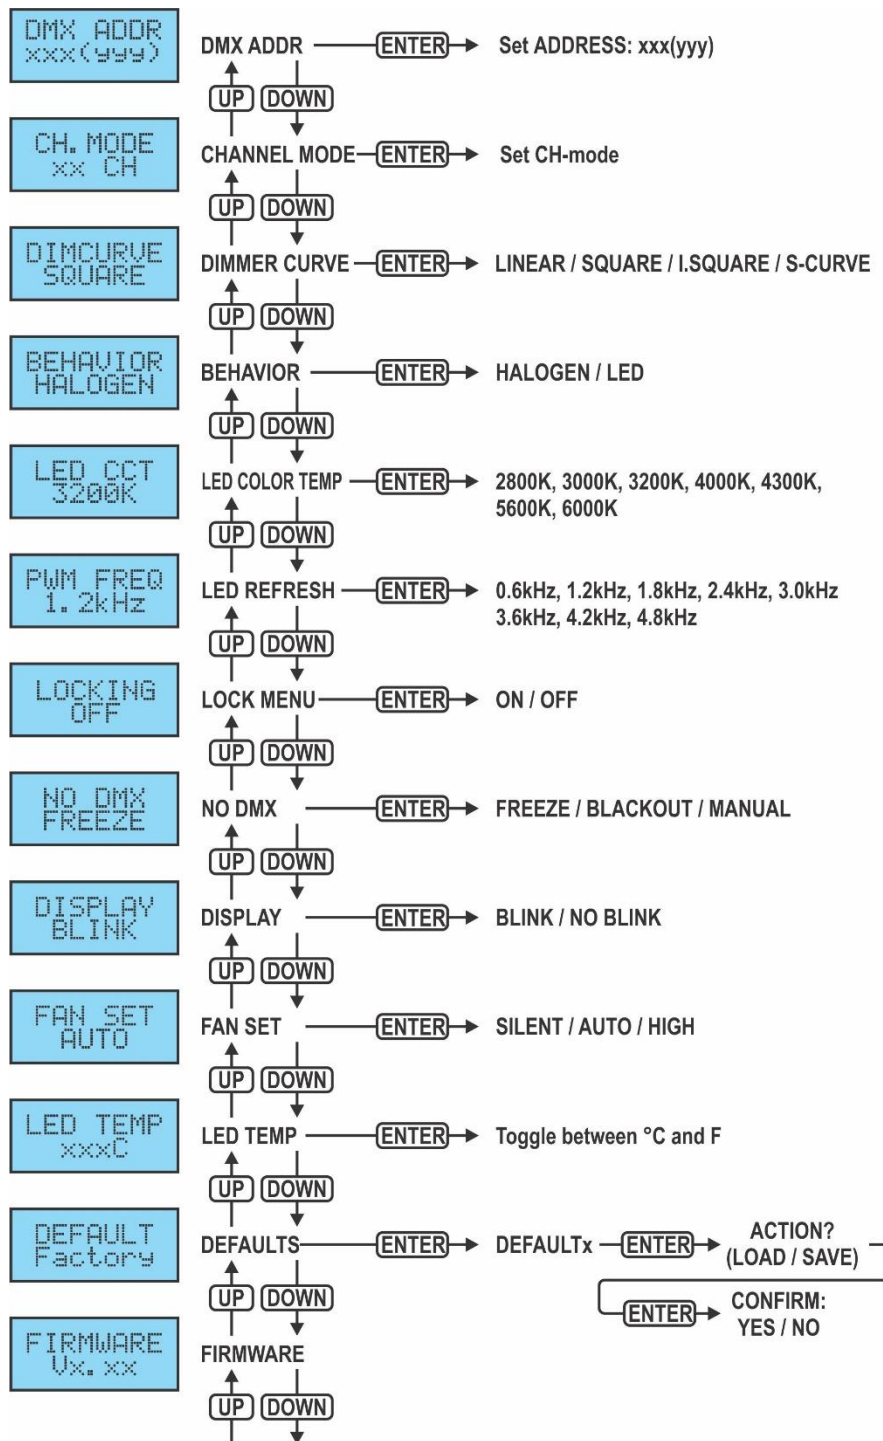 DMX ADDR
xxx(yyy)
DMX ADDR ENTER Set ADDRESS: xxx(yyy)
UP DOWN
CH.MODE
xx CH
CHANNEL MODE ENTER Set CH-mode
UP DOWN
DIMCURVE
SQUARE
DIMMER CURVE ENTER LINEAR / SQUARE / I.SQUARE / S-CURVE
UP DOWN
BEHAVIOR
HALOGEN
BEHAVIOR ENTER HALOGEN / LED
UP DOWN
LED CCT
3200K
LED COLOR TEMP ENTER 2800K, 3000K, 3200K, 4000K, 4300K,
5600K, 6000K
UP DOWN
PWM FREQ
1.2kHz
LED REFRESH ENTER 0.6kHz, 1.2kHz, 1.8kHz, 2.4kHz, 3.0kHz
3.6kHz, 4.2kHz, 4.8kHz
UP DOWN
LOCKING
OFF
LOCK MENU ENTER ON / OFF
UP DOWN
NO DMX
FREEZE
NO DMX ENTER FREEZE / BLACKOUT / MANUAL
UP DOWN
DISPLAY
BLINK
DISPLAY ENTER BLINK / NO BLINK
UP DOWN
FAN SET
AUTO
FAN SET ENTER SILENT / AUTO / HIGH
UP DOWN
LED TEMP
xxxC
LED TEMP ENTER Toggle between °C and F
UP DOWN
DEFAULT
Factory
DEFAULTS ENTER DEFAULTx ENTER ACTION?
(LOAD / SAVE)
UP DOWN
ENTER CONFIRM:
YES / NO
FIRMWARE
Vx.xx
FIRMWARE
UP DOWN